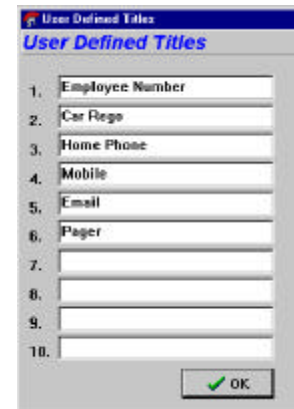 User Defined Titles
User Defined Titles
1. Employee Number
2. Car Rego
3. Home Phone
4. Mobile
5. Email
6. Pager
7.
8.
9.
10.
OK